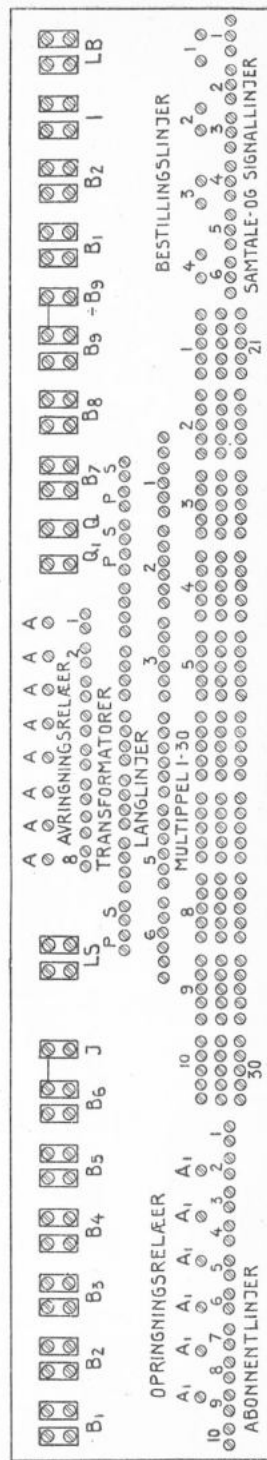 B1 B2 B3 B4 B5 B6 J LS Q1 Q B7 B8 B9 ÷B9 B1 B2 I LB
A A A A A A A A
8 AVRINGNINGSRELÆER 2 1
TRANSFORMATORER
P S P S P S
LANGLINJER
6 5 3 2 1
OPRINGNINGSRELÆER
A1 A1 A1 A1 A1 A1
10 9 8 7 6 5 4 3 2 1
ABONNENTLINJER
MULTIPPEL 1-30
10 9 8 5 4 3 2 1
30 21
BESTILLINGSLINJER
4 3 2 1
6 5 4 3 2 1
SAMTALE-OG SIGNALLINJER